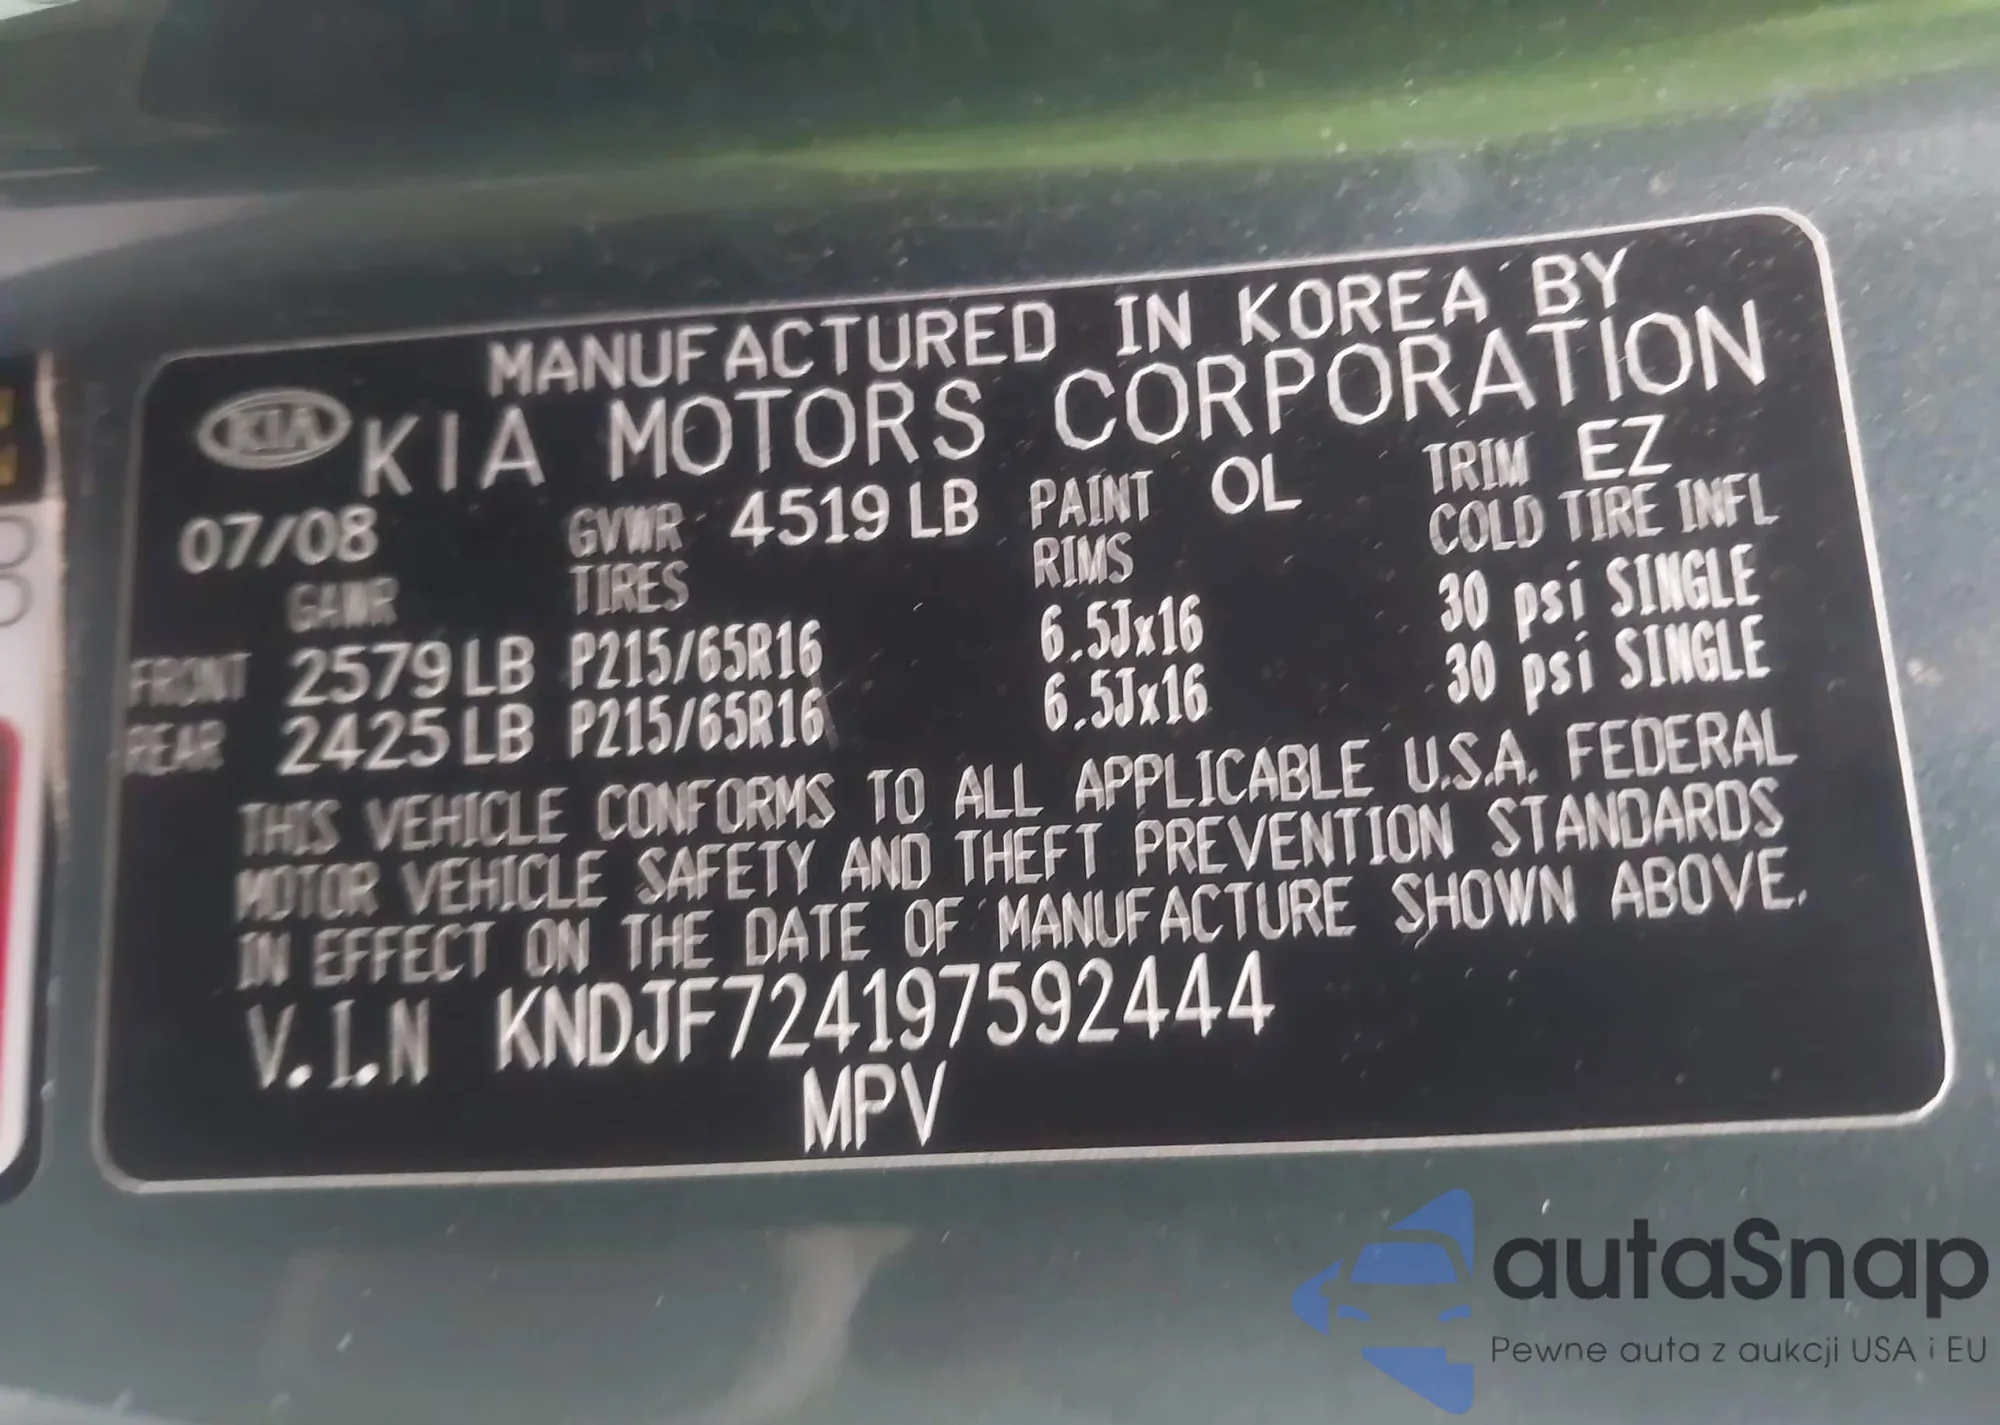 MANUFACTURED IN KOREA BY
KIA KIA MOTORS CORPORATION
07/08 GVWR 4519 LB PAINT OL TRIM EZ
GAWR TIRES RIMS COLD TIRE INFL
FRONT 2579 LB P215/65R16 6.5Jx16 30 psi SINGLE
REAR 2425 LB P215/65R16 6.5Jx16 30 psi SINGLE
THIS VEHICLE CONFORMS TO ALL APPLICABLE U.S.A. FEDERAL
MOTOR VEHICLE SAFETY AND THEFT PREVENTION STANDARDS
IN EFFECT ON THE DATE OF MANUFACTURE SHOWN ABOVE.
V.I.N KNDJF724197592444
MPV
autaSnap
Pewne auta z aukcji USA i EU